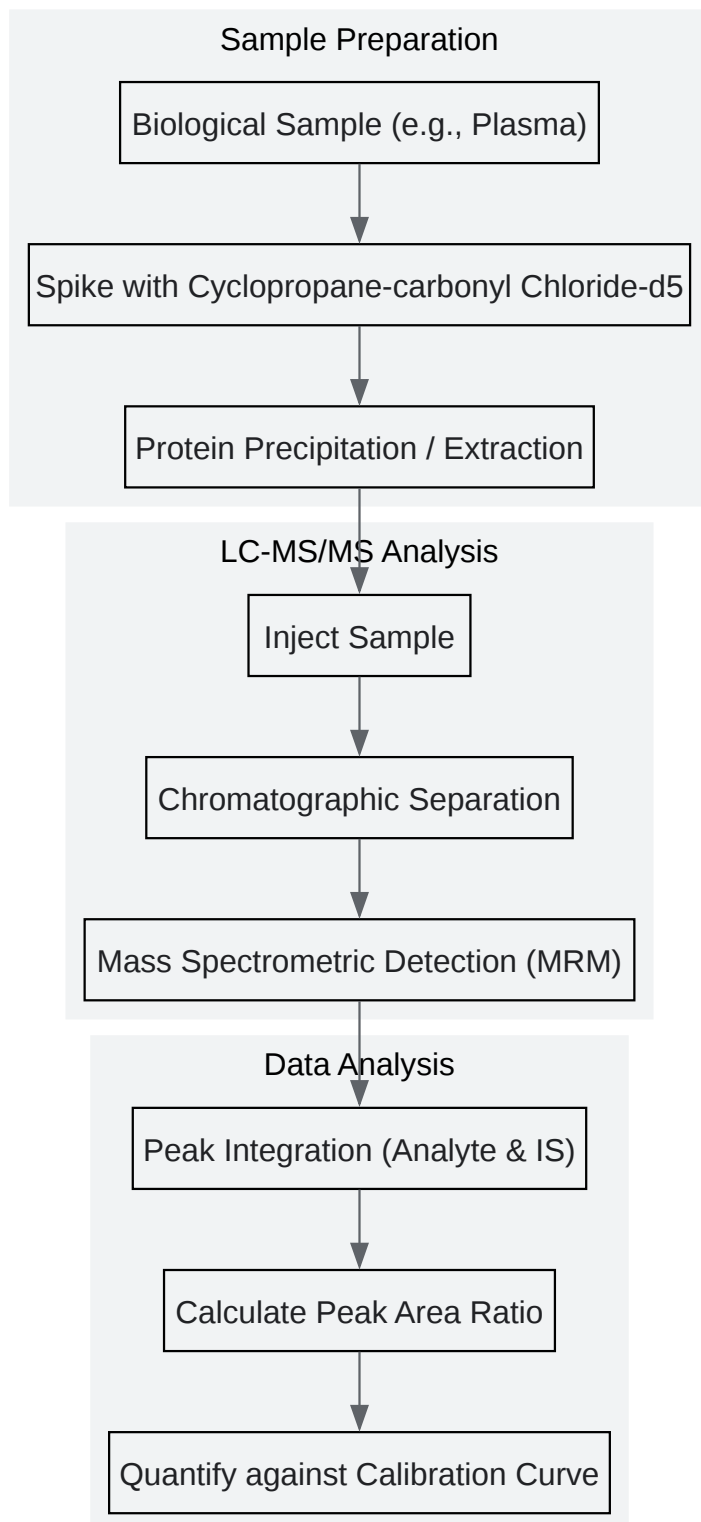 Sample Preparation
Biological Sample (e.g., Plasma)
Spike with Cyclopropane-carbonyl Chloride-d5
Protein Precipitation / Extraction
LC-MS/MS Analysis
Inject Sample
Chromatographic Separation
Mass Spectrometric Detection (MRM)
Data Analysis
Peak Integration (Analyte & IS)
Calculate Peak Area Ratio
Quantify against Calibration Curve